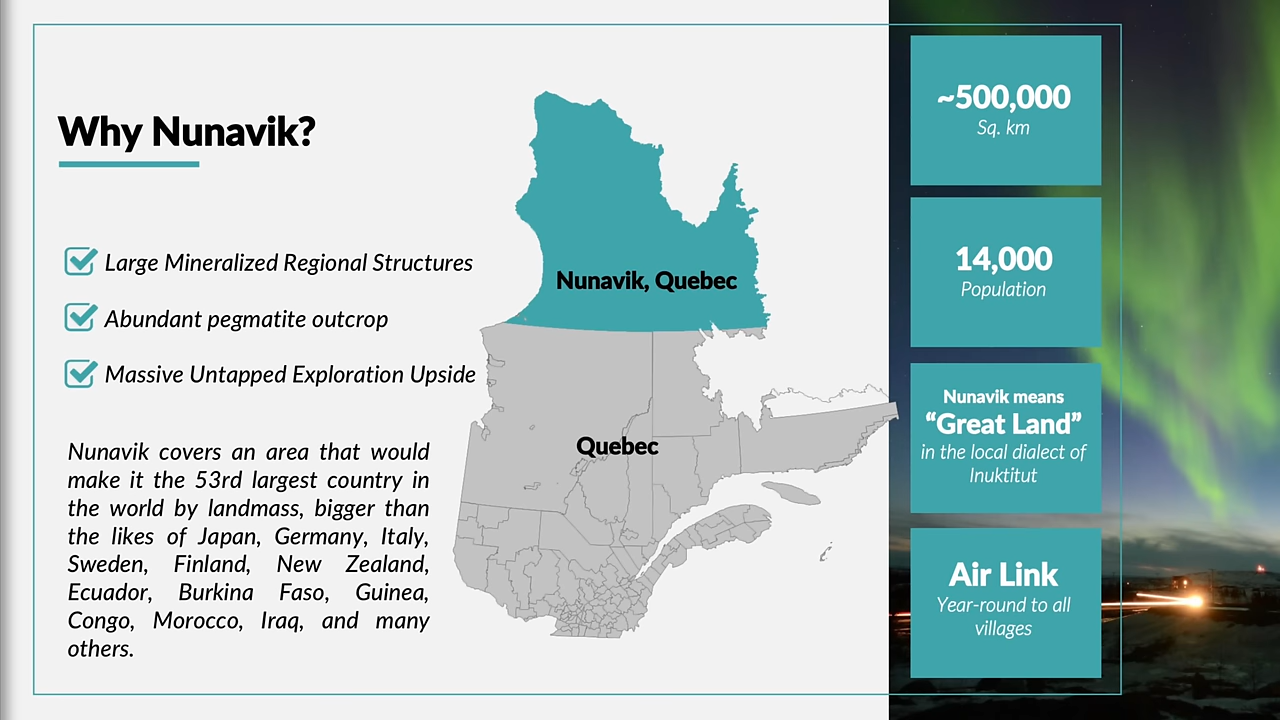 Why Nunavik?
Large Mineralized Regional Structures
Abundant pegmatite outcrop
Massive Untapped Exploration Upside
Nunavik covers an area that would
make it the 53rd largest country in
the world by landmass, bigger than
the likes of Japan, Germany, Italy,
Sweden, Finland, New Zealand,
Ecuador, Burkina Faso, Guinea,
Congo, Morocco, Iraq, and many
others.
Nunavik, Quebec
Quebec
~500,000
Sq. km
14,000
Population
Nunavik means
“Great Land”
in the local dialect of
Inuktitut
Air Link
Year-round to all
villages